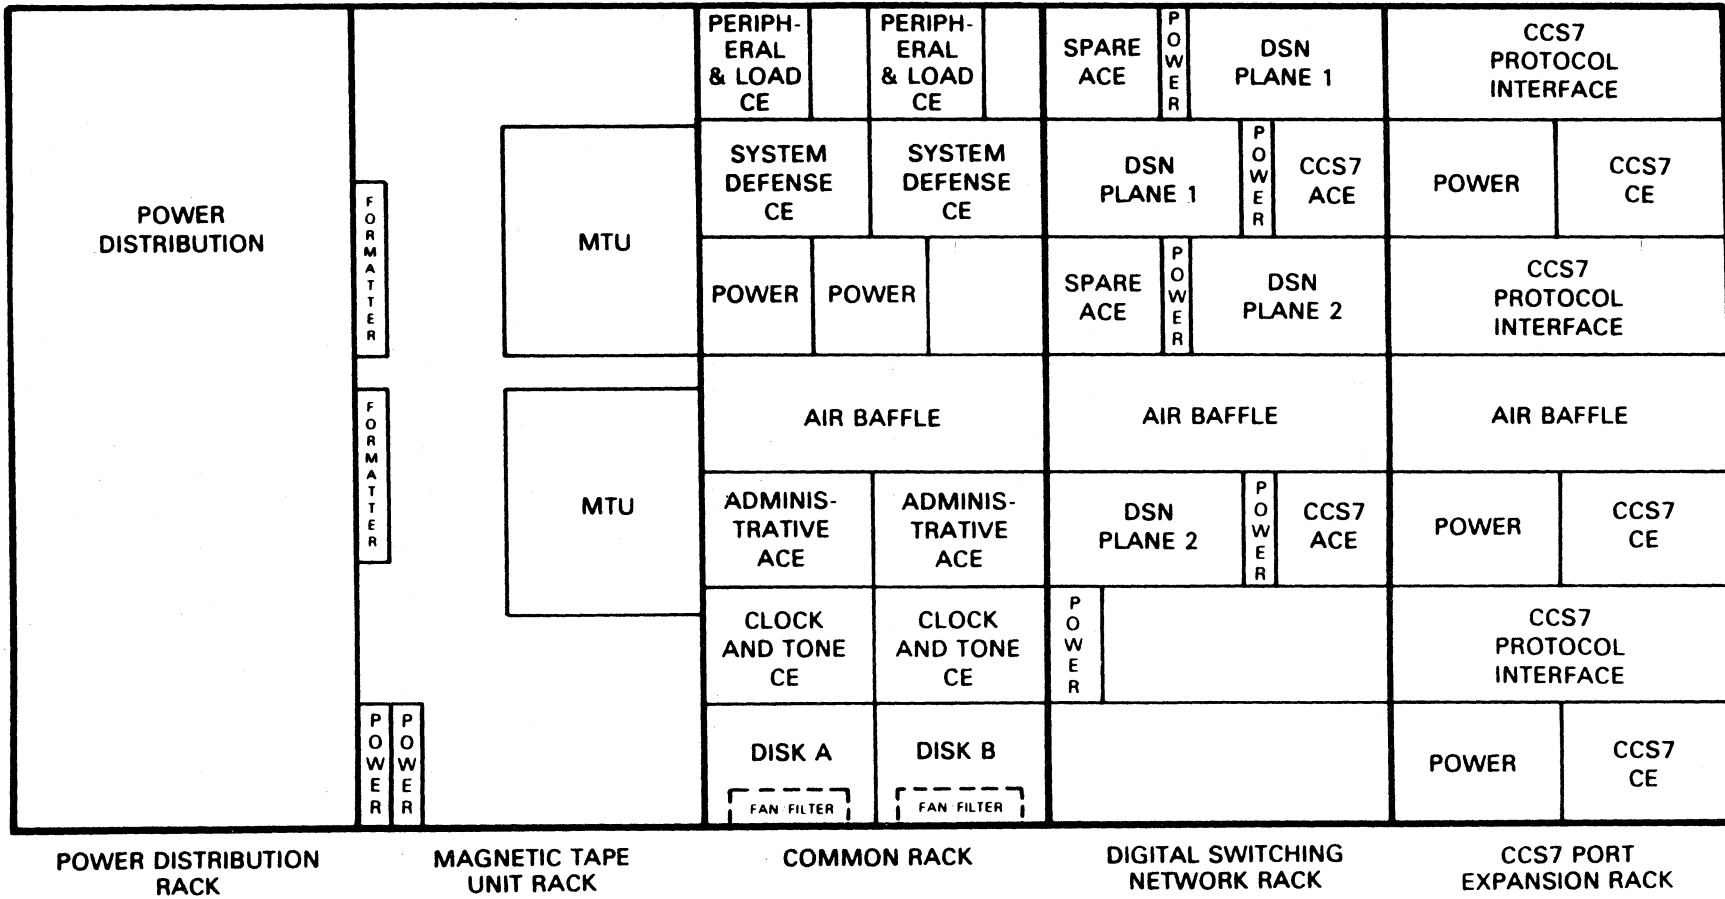 POWER
DISTRIBUTION
FORMATTER
FORMATTER
POWER
POWER
MTU
MTU
PERIPH-
ERAL
& LOAD
CE
PERIPH-
ERAL
& LOAD
CE
SYSTEM
DEFENSE
CE
SYSTEM
DEFENSE
CE
POWER
POWER
AIR BAFFLE
ADMINIS-
TRATIVE
ACE
ADMINIS-
TRATIVE
ACE
CLOCK
AND TONE
CE
CLOCK
AND TONE
CE
DISK A
FAN FILTER
DISK B
FAN FILTER
SPARE
ACE
POWER
DSN
PLANE 1
DSN
PLANE 1
POWER
CCS7
ACE
SPARE
ACE
POWER
DSN
PLANE 2
AIR BAFFLE
DSN
PLANE 2
POWER
CCS7
ACE
POWER
CCS7
PROTOCOL
INTERFACE
POWER
CCS7
CE
CCS7
PROTOCOL
INTERFACE
AIR BAFFLE
POWER
CCS7
CE
CCS7
PROTOCOL
INTERFACE
POWER
CCS7
CE
POWER DISTRIBUTION
RACK
MAGNETIC TAPE
UNIT RACK
COMMON RACK
DIGITAL SWITCHING
NETWORK RACK
CCS7 PORT
EXPANSION RACK